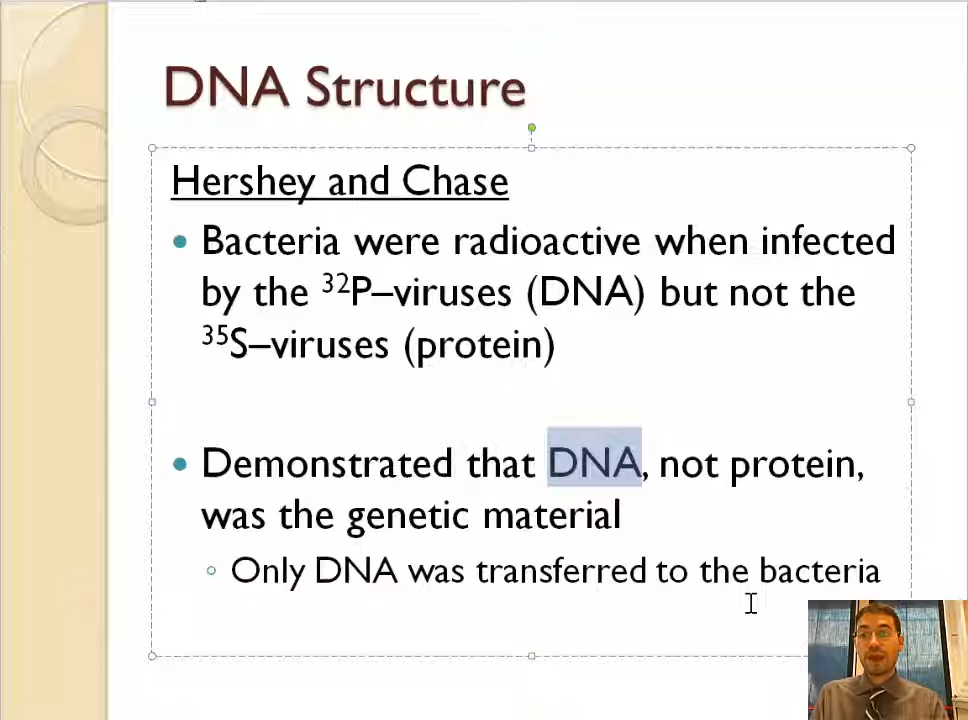 DNA Structure
Hershey and Chase
• Bacteria were radioactive when infected
by the ³²P–viruses (DNA) but not the
³⁵S–viruses (protein)
• Demonstrated that DNA, not protein,
was the genetic material
◦ Only DNA was transferred to the bacteria